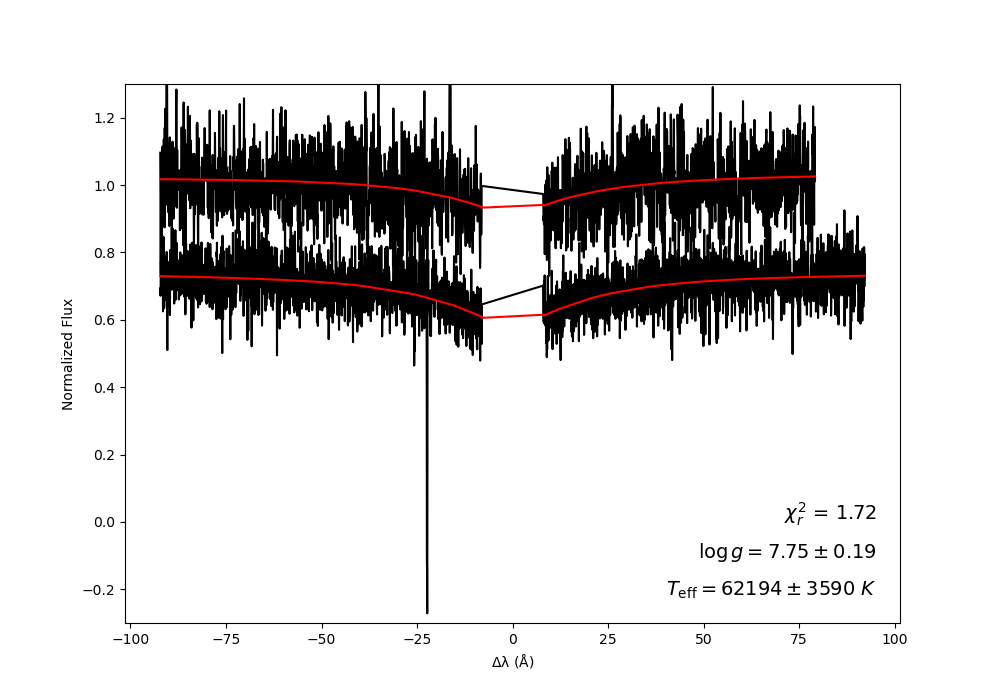 1.2
1.0
0.8
0.6
0.4
0.2
0.0
−0.2
Normalized Flux
χ²ᵣ = 1.72
log g = 7.75 ± 0.19
T_eff = 62194 ± 3590 K
−100 −75 −50 −25 0 25 50 75 100
Δλ (Å)